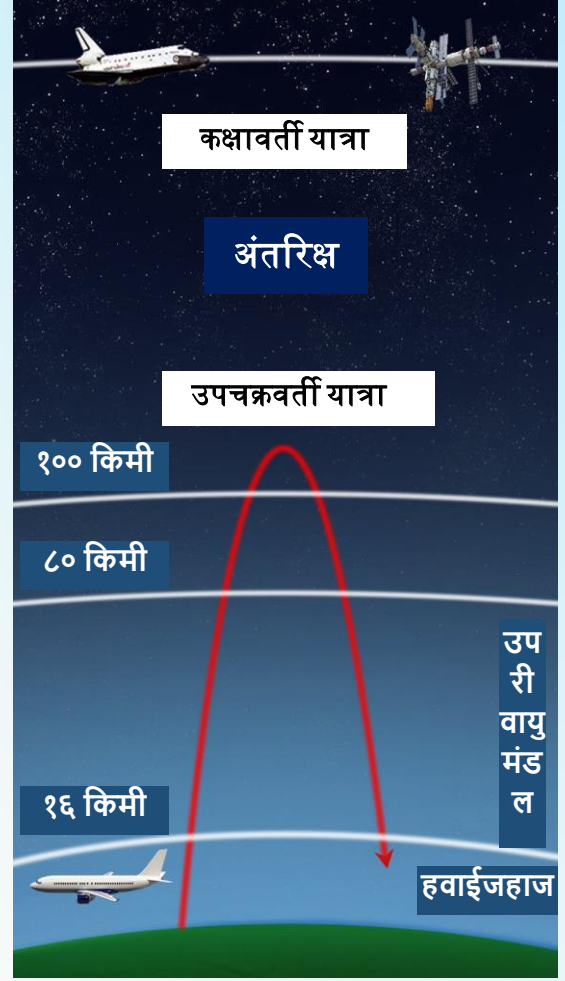 कक्षावर्ती यात्रा
अंतरिक्ष
उपचक्रवर्ती यात्रा
१०० किमी
८० किमी
उप
री
वायु
मंड
ल
१६ किमी
हवाईजहाज